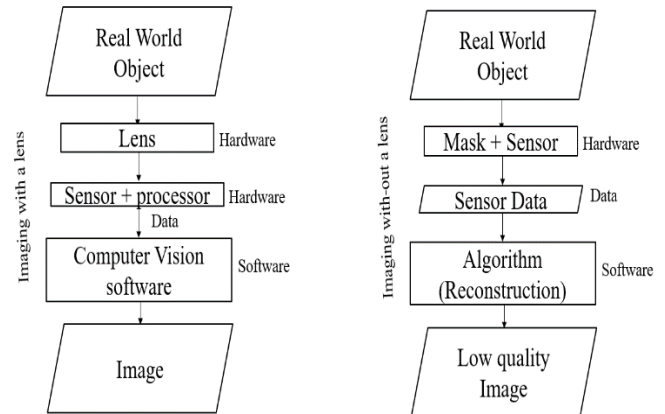 Imaging with a lens
Real World
Object
Lens
Hardware
Sensor + processor
Hardware
Data
Computer Vision
software
Software
Image
Imaging with-out a lens
Real World
Object
Mask + Sensor
Hardware
Sensor Data
Data
Algorithm
(Reconstruction)
Software
Low quality
Image